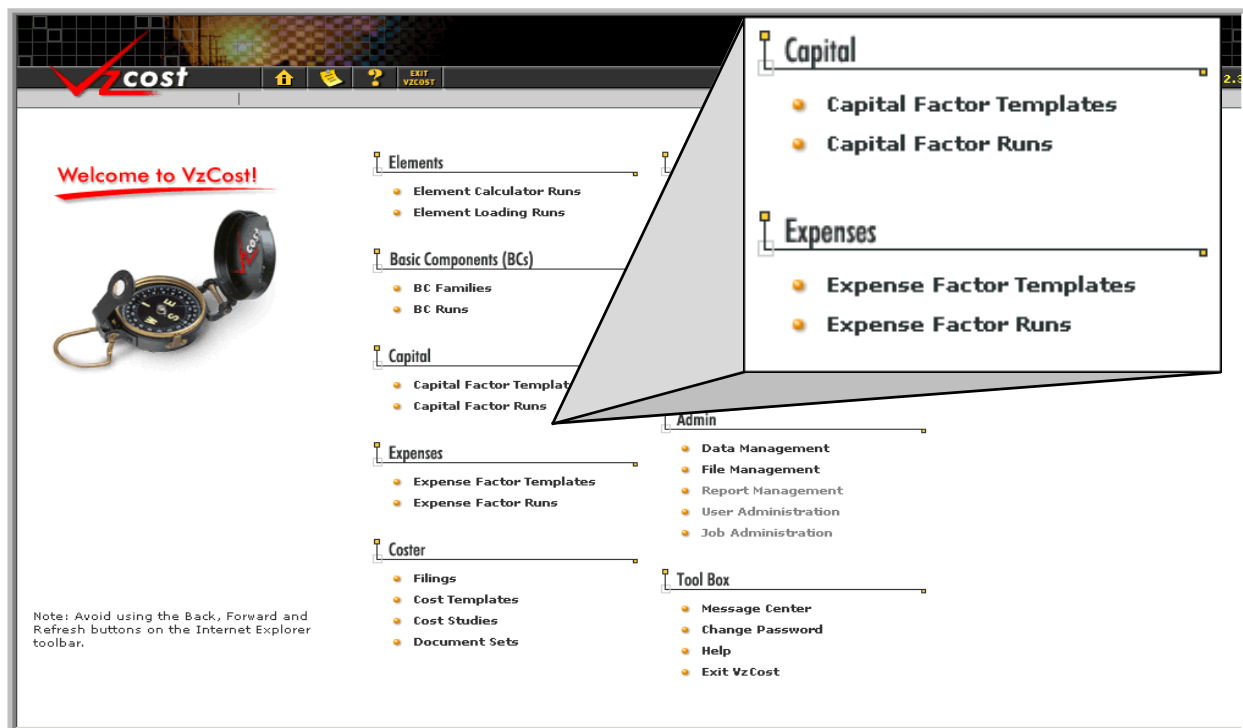 Vzcost
EXIT
VZCOST
2.3
Welcome to VzCost!
Note: Avoid using the Back, Forward and
Refresh buttons on the Internet Explorer
toolbar.
Elements
Element Calculator Runs
Element Loading Runs
Basic Components (BCs)
BC Families
BC Runs
Capital
Capital Factor Templat
Capital Factor Runs
Expenses
Expense Factor Templates
Expense Factor Runs
Coster
Filings
Cost Templates
Cost Studies
Document Sets
Capital
Capital Factor Templates
Capital Factor Runs
Expenses
Expense Factor Templates
Expense Factor Runs
Admin
Data Management
File Management
Report Management
User Administration
Job Administration
Tool Box
Message Center
Change Password
Help
Exit VzCost